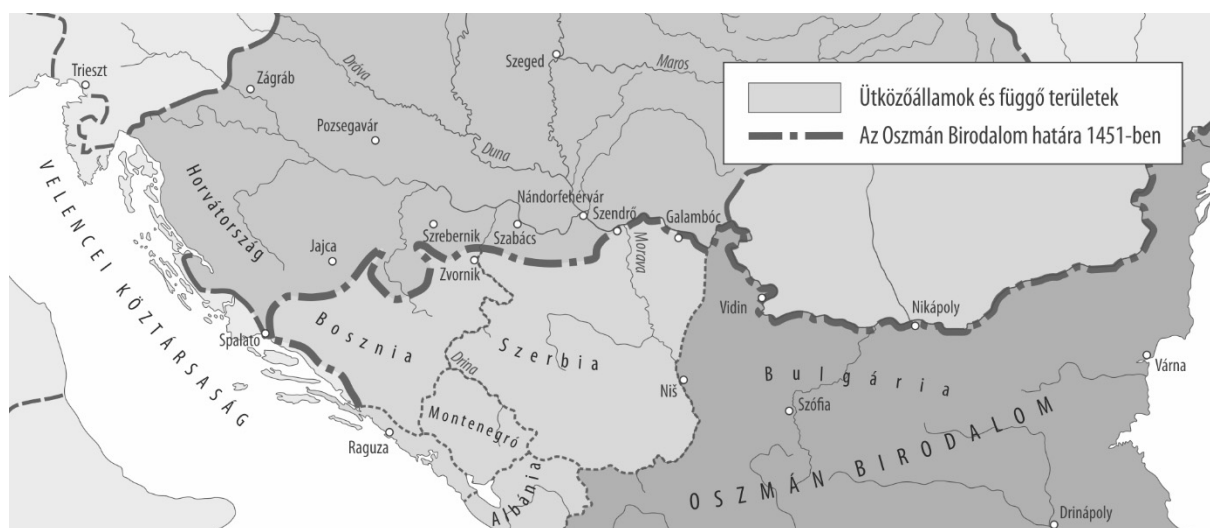 Trieszt
Zágráb
Dráva
Szeged
Maros
Ütközőállamok és függő területek
Az Oszmán Birodalom határa 1451-ben
Pozsegavár
Duna
VELENCEI KÖZTÁRSASÁG
Horvátország
Nándorfehérvár
Szendrő
Galambóc
Szrebernik
Szabács
Jajca
Zvornik
Morava
Vidin
Nikápoly
Spalato
Bosznia
Szerbia
Drina
Várna
Bulgária
Niš
Szófia
Montenegró
Raguza
OSZMÁN BIRODALOM
Albánia
Drinápoly